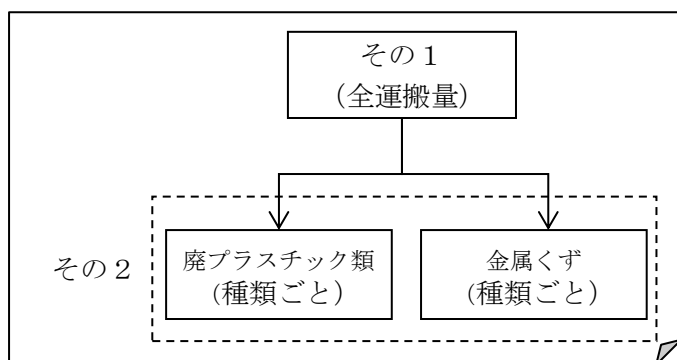 その１
（全運搬量）
その２
廃プラスチック類
(種類ごと）
金属くず
(種類ごと）